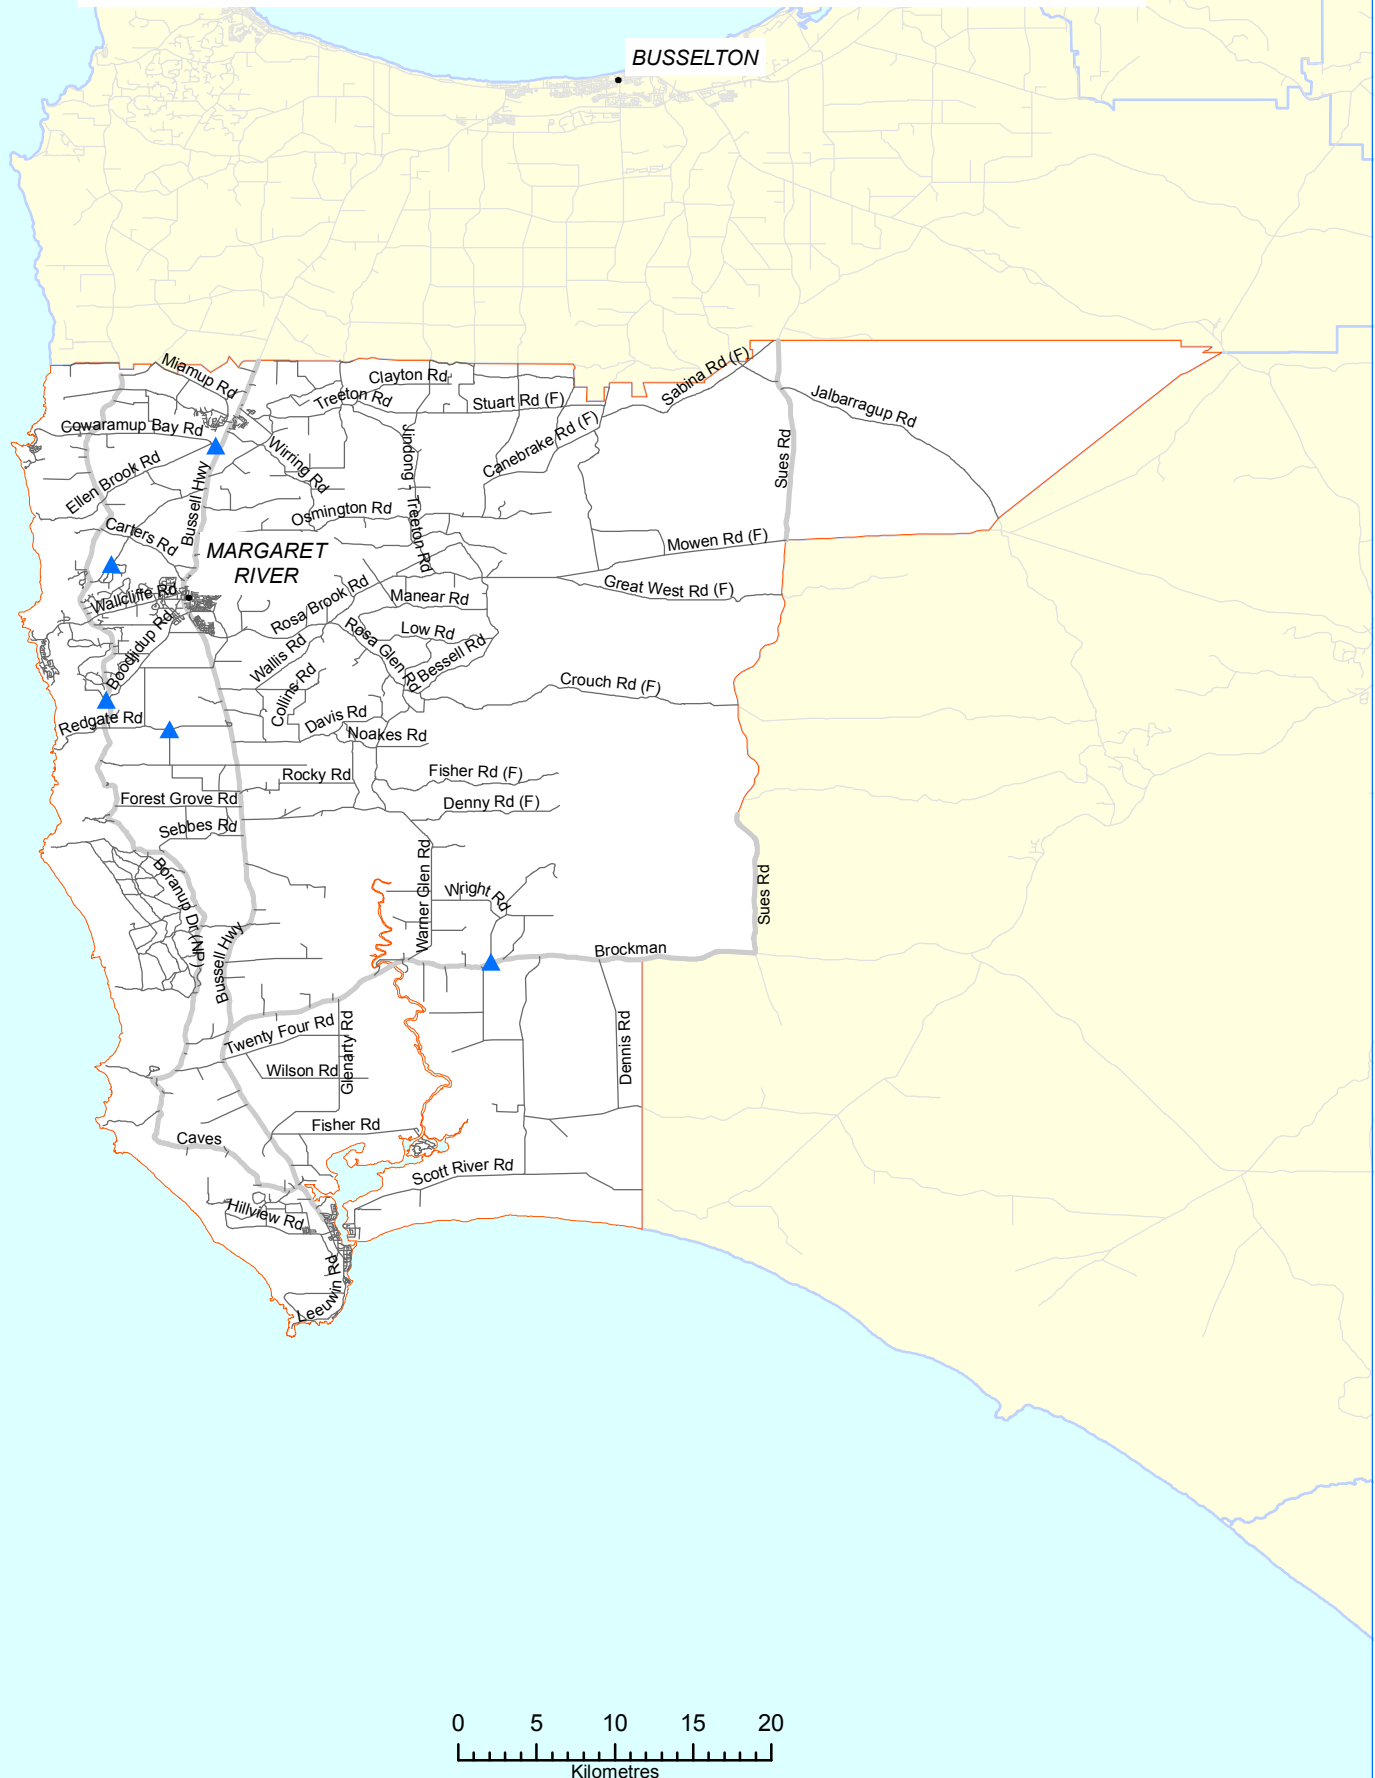 BUSSELTON
Miamup Rd
Clayton Rd
Sabina Rd (F)
Treeton Rd
Stuart Rd (F)
Jalbarragup Rd
Cowaramup Bay Rd
Canebrake Rd (F)
Jindong - Treeton Rd
Wirring Rd
Sues Rd
Ellen Brook Rd
Bussell Hwy
Osmington Rd
Carters Rd
Mowen Rd (F)
MARGARET
RIVER
Great West Rd (F)
Wallcliffe Rd
Rosa Brook Rd
Manear Rd
Low Rd
Boodjidup Rd
Rosa Glen Rd
Bessell Rd
Wallis Rd
Collins Rd
Crouch Rd (F)
Redgate Rd
Davis Rd
Noakes Rd
Rocky Rd
Fisher Rd (F)
Forest Grove Rd
Denny Rd (F)
Sebbes Rd
Boranup Dr (NP)
Warner Glen Rd
Wright Rd
Sues Rd
Bussell Hwy
Brockman
Twenty Four Rd
Glenarty Rd
Dennis Rd
Wilson Rd
Fisher Rd
Caves
Scott River Rd
Hillview Rd
Leeuwin Rd
0 5 10 15 20
Kilometres